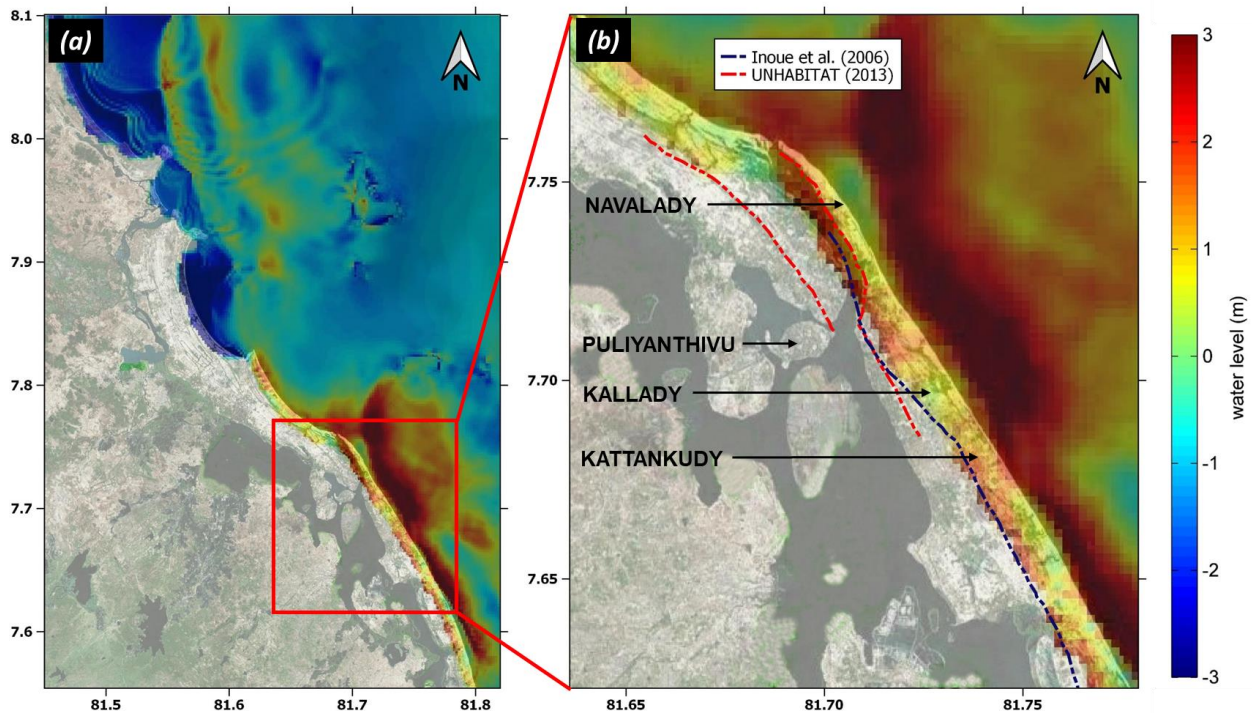 (a)
N
8.1
8.0
7.9
7.8
7.7
7.6
81.5
81.6
81.7
81.8
(b)
Inoue et al. (2006)
UNHABITAT (2013)
N
7.75
7.70
7.65
NAVALADY
PULIYANTHIVU
KALLADY
KATTANKUDY
81.65
81.70
81.75
3
2
1
0
-1
-2
-3
water level (m)